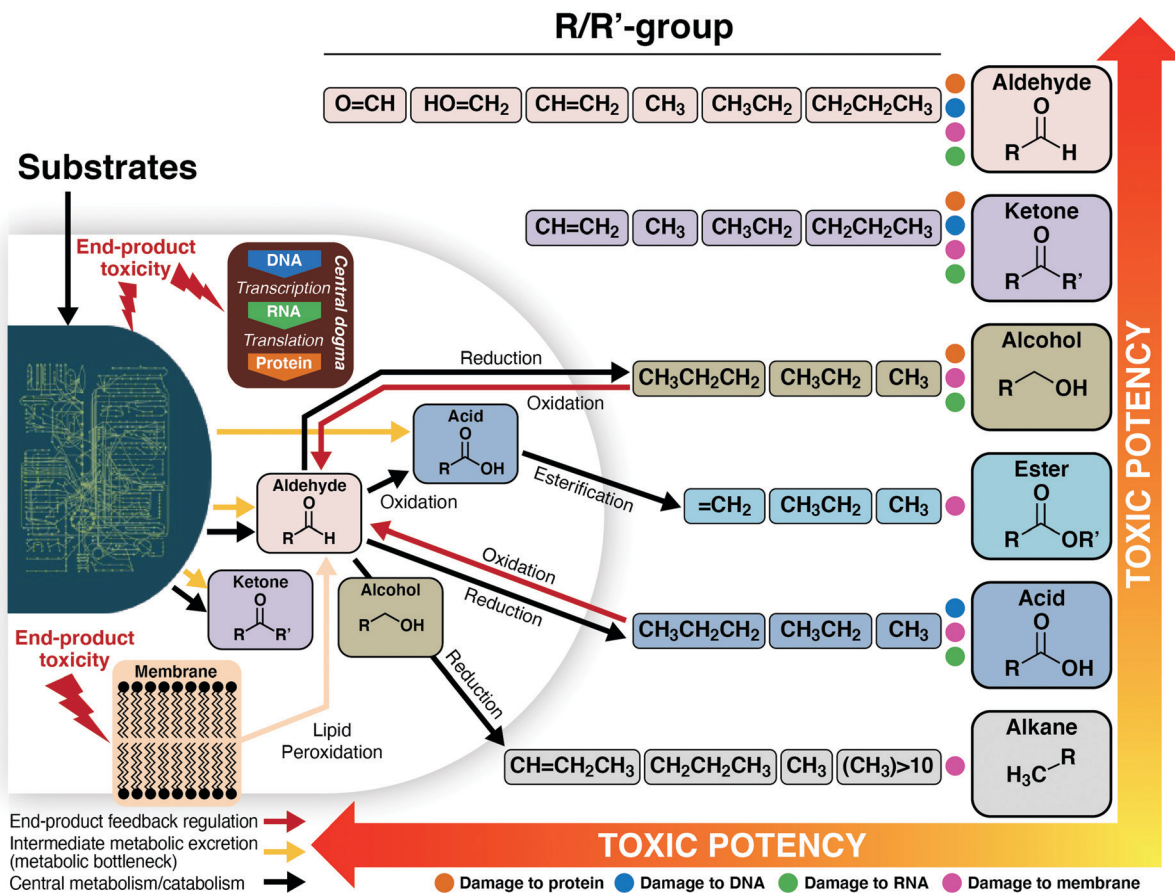 R/R'-group
O=CH
HO=CH2
CH=CH2
CH3
CH3CH2
CH2CH2CH3
Aldehyde
O
R
H
CH=CH2
CH3
CH3CH2
CH2CH2CH3
Ketone
O
R
R'
Substrates
End-product
toxicity
DNA
Transcription
RNA
Translation
Protein
Central dogma
Reduction
Oxidation
CH3CH2CH2
CH3CH2
CH3
Alcohol
R
OH
Acid
O
R
OH
Aldehyde
O
R
H
Oxidation
Esterification
=CH2
CH3CH2
CH3
Ester
O
R
OR'
Ketone
O
R
R'
Alcohol
R
OH
Oxidation
Reduction
CH3CH2CH2
CH3CH2
CH3
Acid
O
R
OH
End-product
toxicity
Membrane
Lipid
Peroxidation
Reduction
CH=CH2CH3
CH2CH2CH3
CH3
(CH3)>10
Alkane
R
H3C
TOXIC POTENCY
TOXIC POTENCY
End-product feedback regulation
Intermediate metabolic excretion
(metabolic bottleneck)
Central metabolism/catabolism
Damage to protein
Damage to DNA
Damage to RNA
Damage to membrane